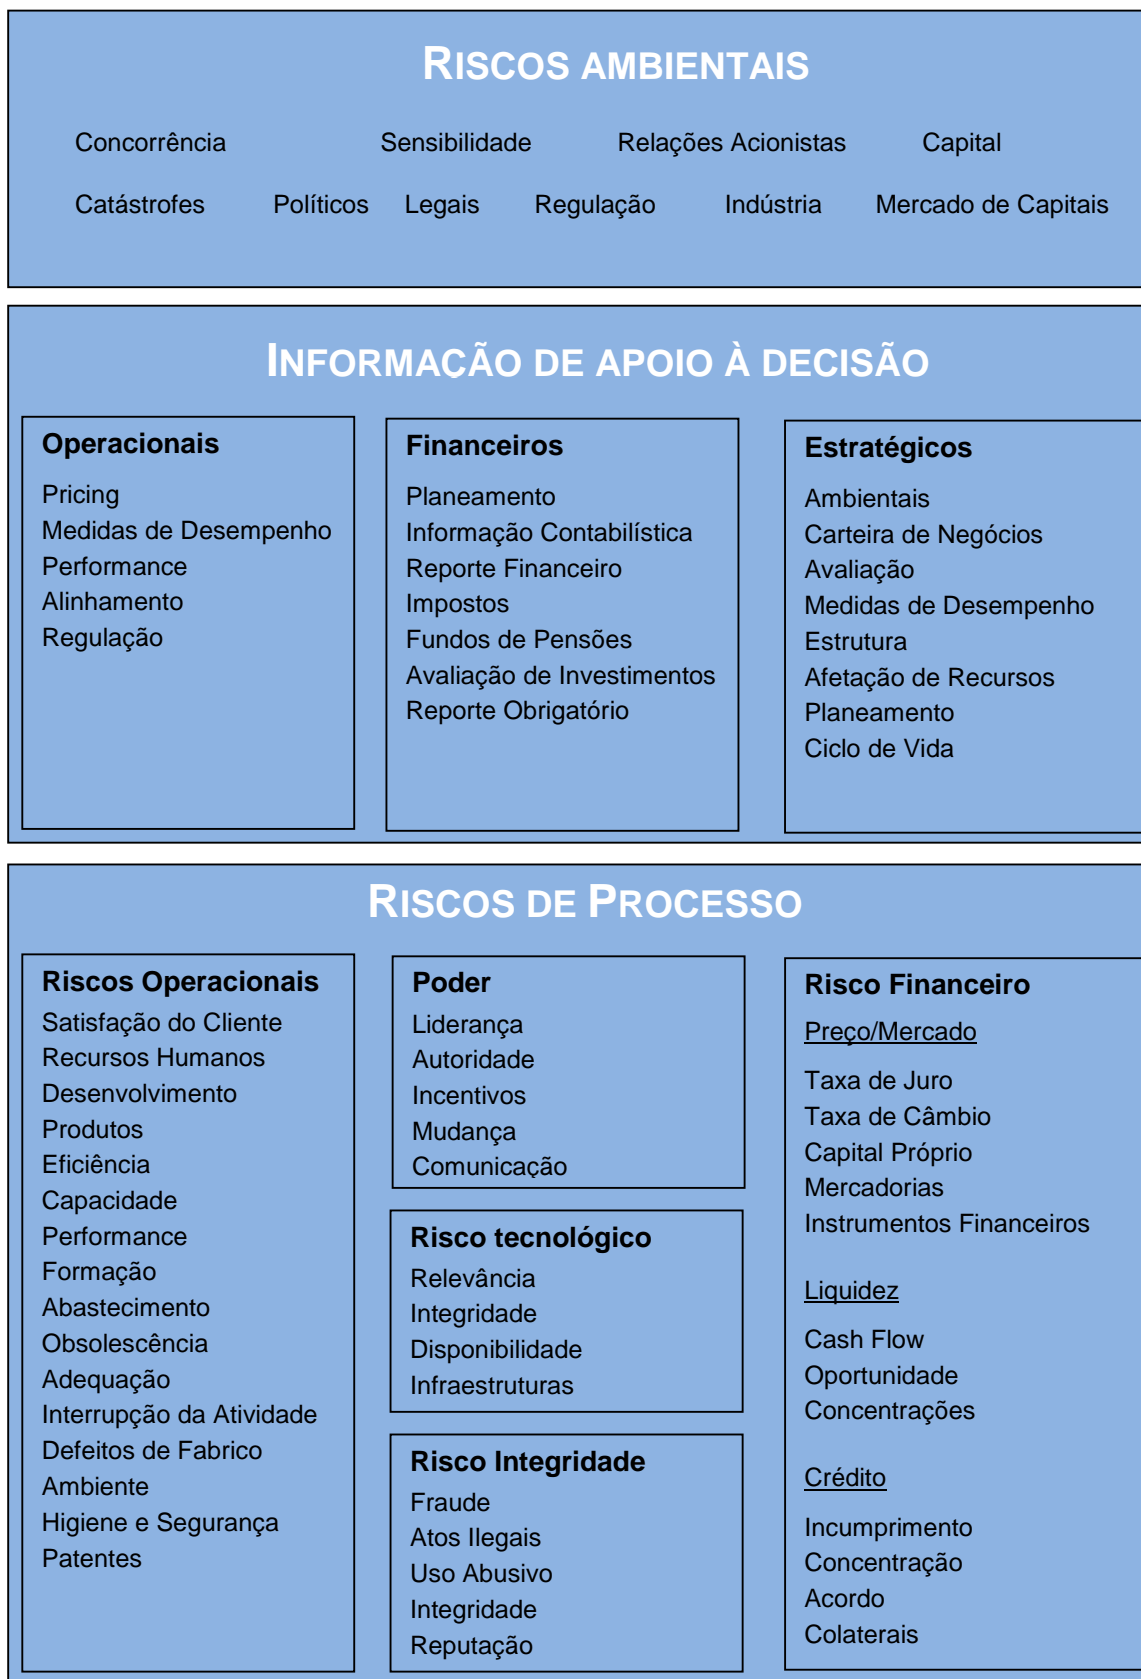 RISCOS AMBIENTAIS
Concorrência Sensibilidade Relações Acionistas Capital
Catástrofes Políticos Legais Regulação Indústria Mercado de Capitais
INFORMAÇÃO DE APOIO À DECISÃO
Operacionais
Pricing
Medidas de Desempenho
Performance
Alinhamento
Regulação
Financeiros
Planeamento
Informação Contabilística
Reporte Financeiro
Impostos
Fundos de Pensões
Avaliação de Investimentos
Reporte Obrigatório
Estratégicos
Ambientais
Carteira de Negócios
Avaliação
Medidas de Desempenho
Estrutura
Afetação de Recursos
Planeamento
Ciclo de Vida
RISCOS DE PROCESSO
Riscos Operacionais
Satisfação do Cliente
Recursos Humanos
Desenvolvimento
Produtos
Eficiência
Capacidade
Performance
Formação
Abastecimento
Obsolescência
Adequação
Interrupção da Atividade
Defeitos de Fabrico
Ambiente
Higiene e Segurança
Patentes
Poder
Liderança
Autoridade
Incentivos
Mudança
Comunicação
Risco tecnológico
Relevância
Integridade
Disponibilidade
Infraestruturas
Risco Integridade
Fraude
Atos Ilegais
Uso Abusivo
Integridade
Reputação
Risco Financeiro
Preço/Mercado
Taxa de Juro
Taxa de Câmbio
Capital Próprio
Mercadorias
Instrumentos Financeiros
Liquidez
Cash Flow
Oportunidade
Concentrações
Crédito
Incumprimento
Concentração
Acordo
Colaterais